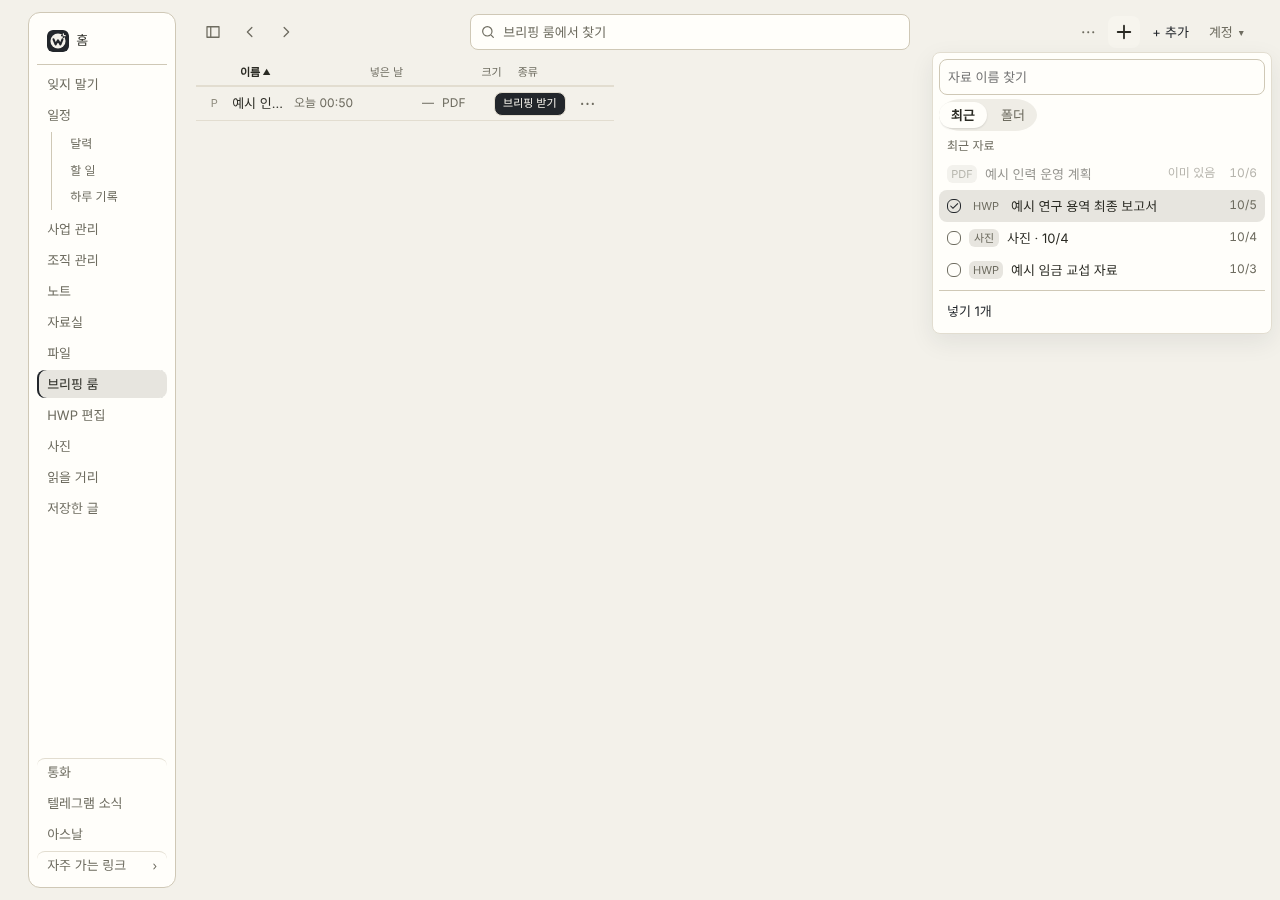 홈
잊지 말기
일정
달력
할 일
하루 기록
사업 관리
조직 관리
노트
자료실
파일
브리핑 룸
HWP 편집
사진
읽을 거리
저장한 글
통화
텔레그램 소식
아스날
자주 가는 링크 ›
브리핑 룸에서 찾기
··· + + 추가 계정 ▾
이름 ▲ 넣은 날 크기 종류
P 예시 인... 오늘 00:50 — PDF 브리핑 받기 ···
자료 이름 찾기
최근 폴더
최근 자료
PDF 예시 인력 운영 계획 이미 있음 10/6
HWP 예시 연구 용역 최종 보고서 10/5
사진 사진 · 10/4 10/4
HWP 예시 임금 교섭 자료 10/3
넣기 1개